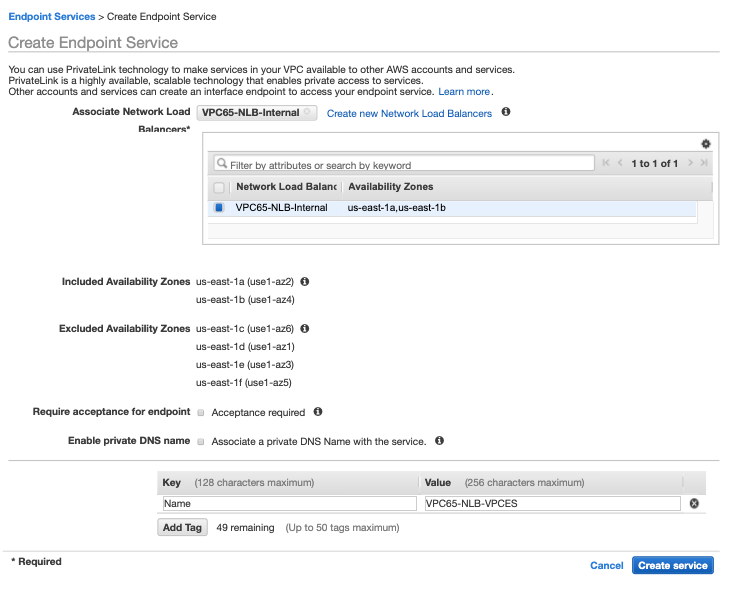 Endpoint Services > Create Endpoint Service
Create Endpoint Service
You can use PrivateLink technology to make services in your VPC available to other AWS accounts and services.
PrivateLink is a highly available, scalable technology that enables private access to services.
Other accounts and services can create an interface endpoint to access your endpoint service. Learn more.
Associate Network Load Balancers*
VPC65-NLB-Internal Create new Network Load Balancers
Filter by attributes or search by keyword
1 to 1 of 1
Network Load Balanc Availability Zones
VPC65-NLB-Internal us-east-1a,us-east-1b
Included Availability Zones us-east-1a (use1-az2)
us-east-1b (use1-az4)
Excluded Availability Zones us-east-1c (use1-az6)
us-east-1d (use1-az1)
us-east-1e (use1-az3)
us-east-1f (use1-az5)
Require acceptance for endpoint Acceptance required
Enable private DNS name Associate a private DNS Name with the service.
Key (128 characters maximum) Value (256 characters maximum)
Name VPC65-NLB-VPCES
Add Tag 49 remaining (Up to 50 tags maximum)
* Required
Cancel Create service